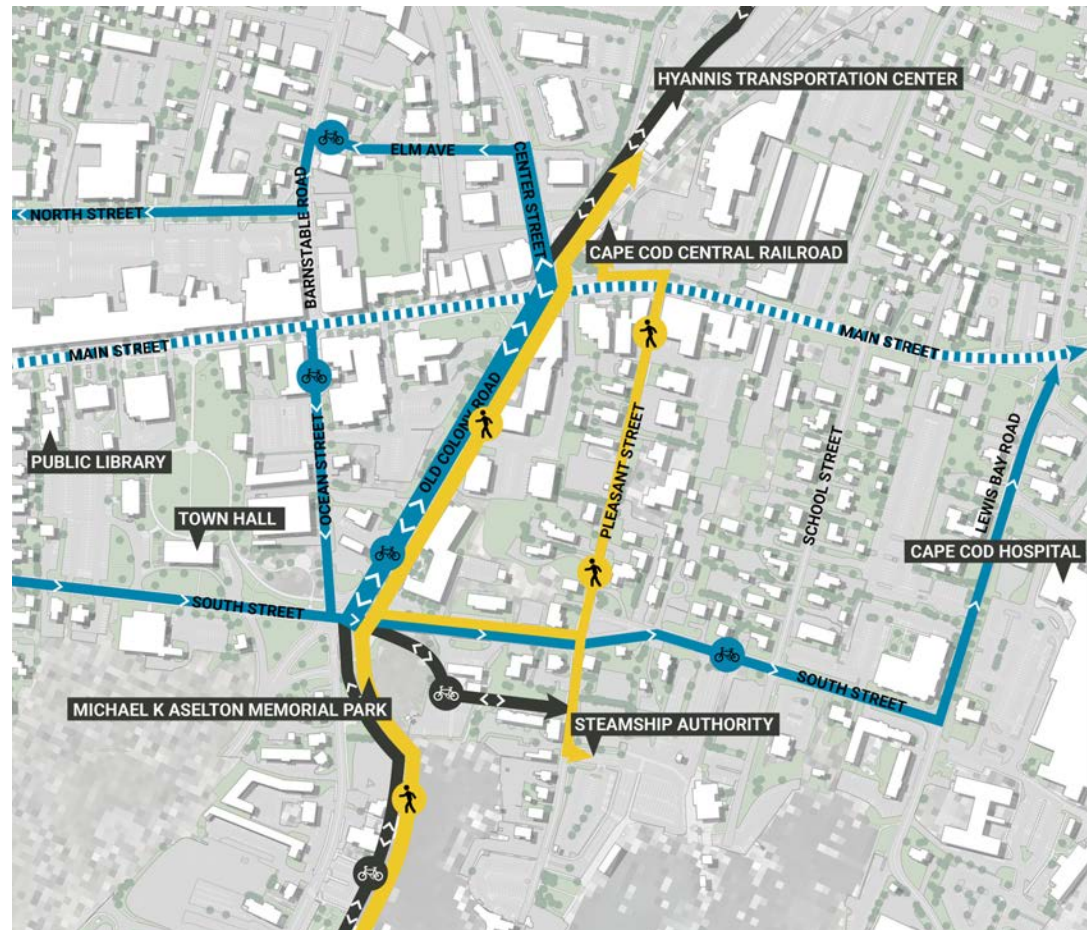 HYANNIS TRANSPORTATION CENTER
ELM AVE
CENTER STREET
BARNSTABLE ROAD
NORTH STREET
CAPE COD CENTRAL RAILROAD
MAIN STREET
MAIN STREET
OLD COLONY ROAD
PLEASANT STREET
SCHOOL STREET
LEWIS BAY ROAD
PUBLIC LIBRARY
OCEAN STREET
TOWN HALL
CAPE COD HOSPITAL
SOUTH STREET
SOUTH STREET
MICHAEL K ASELTON MEMORIAL PARK
STEAMSHIP AUTHORITY